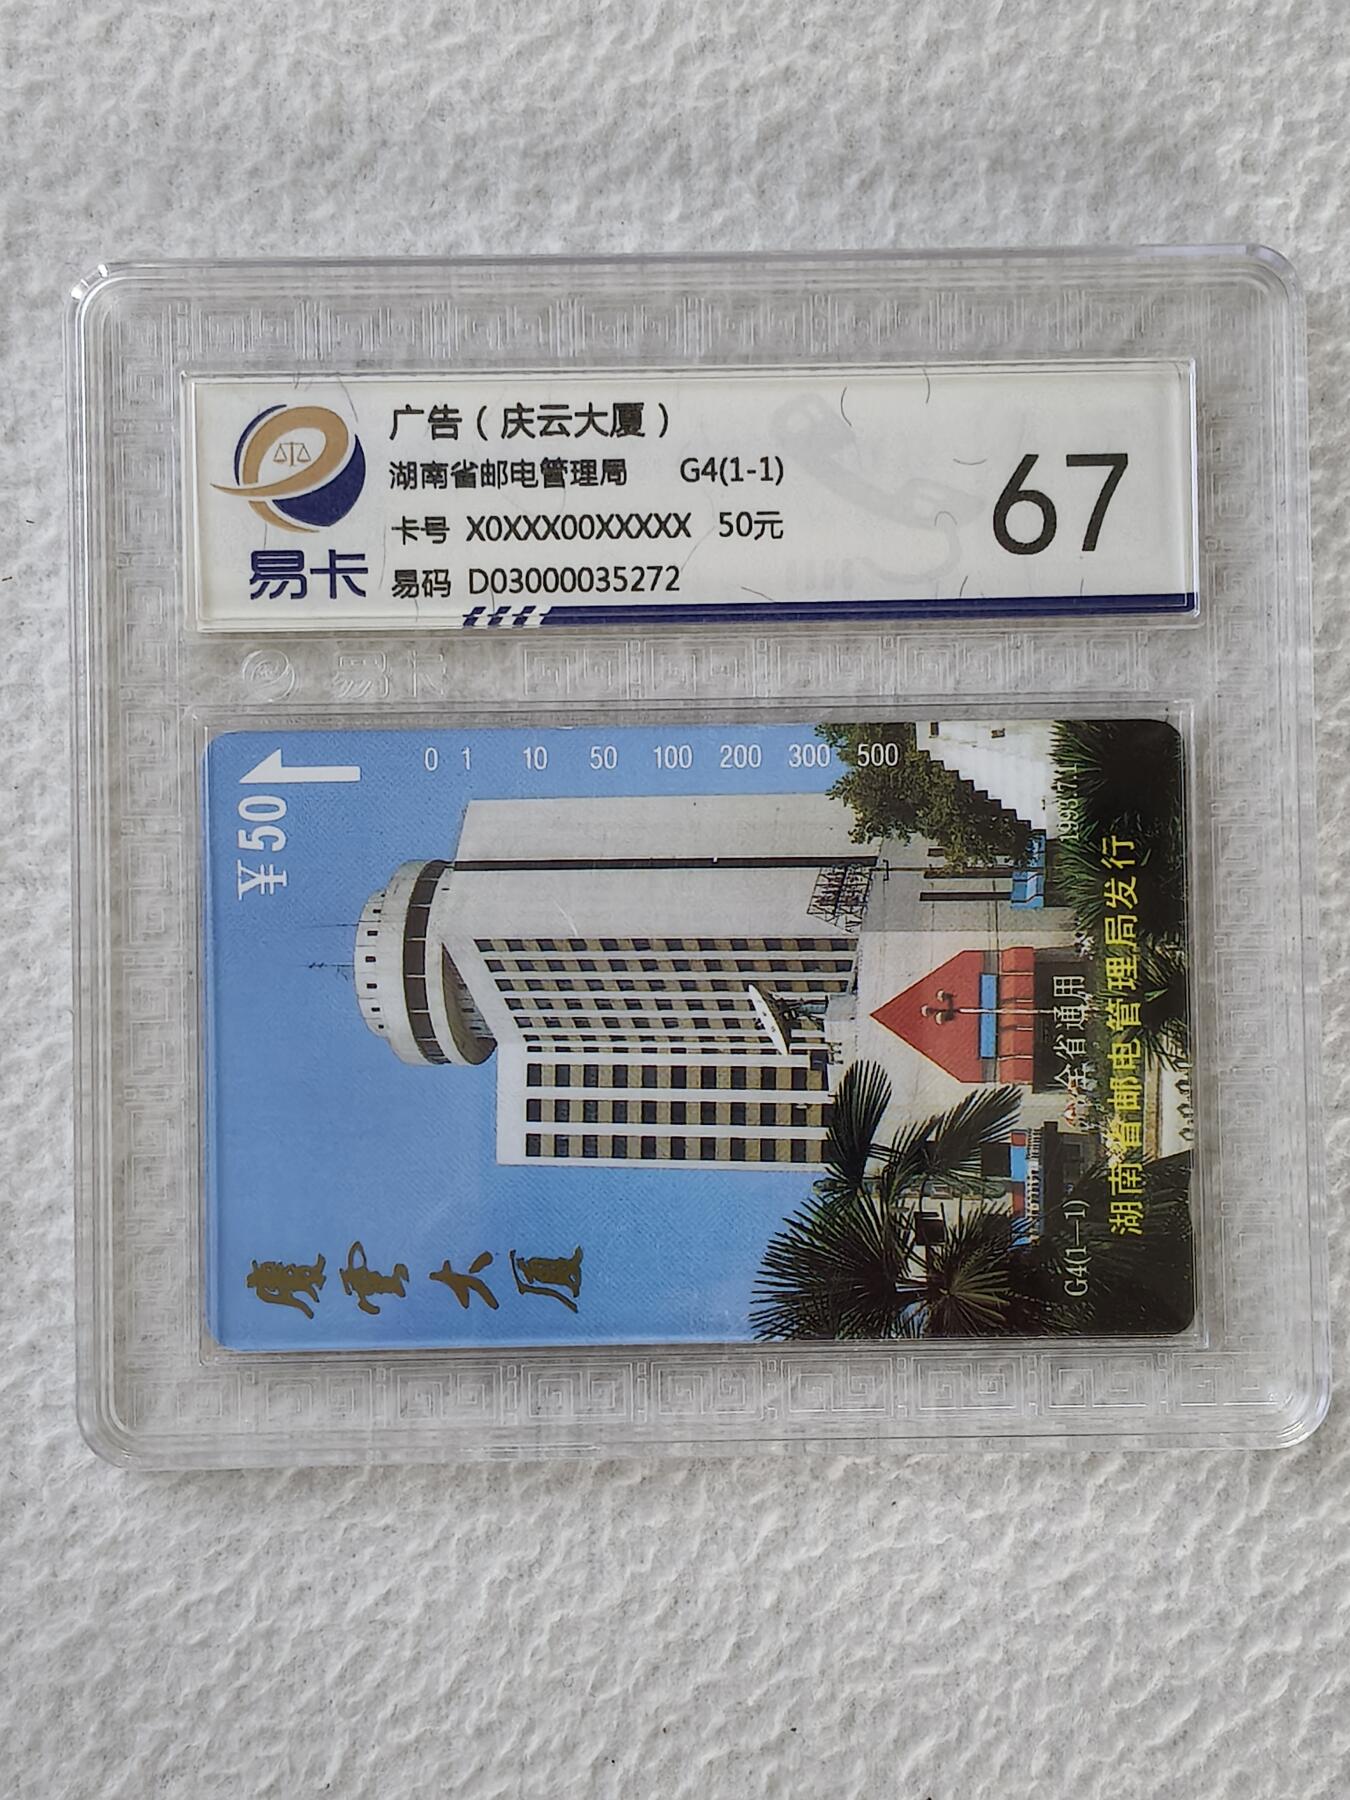 广告（庆云大厦）
湖南省邮电管理局 G4(1-1)
卡号 X0XXX00XXXXX 50元
易码 D03000035272
易卡
67
易卡
¥50
0 1 10 50 100 200 300 500
慶雲大厦
1993.7.1
全省通用
G4(1—1)
湖南省邮电管理局发行